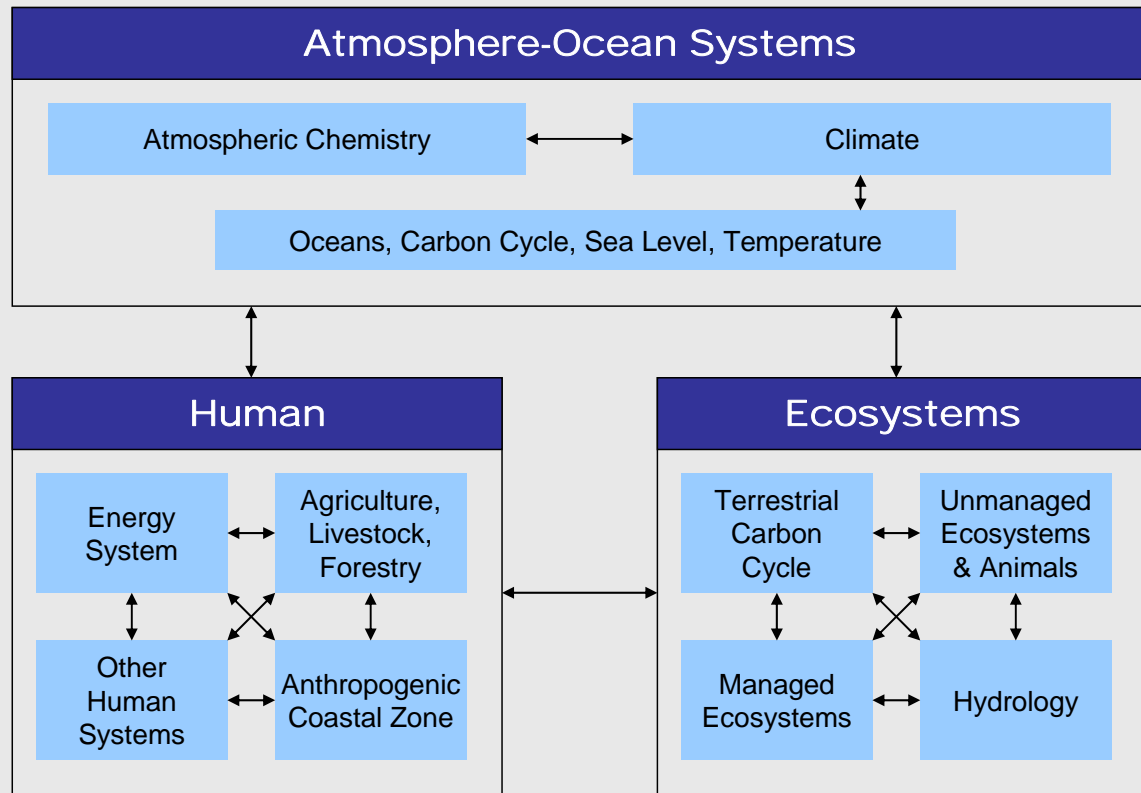 Atmosphere-Ocean Systems
Atmospheric Chemistry
Climate
Oceans, Carbon Cycle, Sea Level, Temperature
Human
Energy
System
Agriculture,
Livestock,
Forestry
Other
Human
Systems
Anthropogenic
Coastal Zone
Ecosystems
Terrestrial
Carbon
Cycle
Unmanaged
Ecosystems
& Animals
Managed
Ecosystems
Hydrology